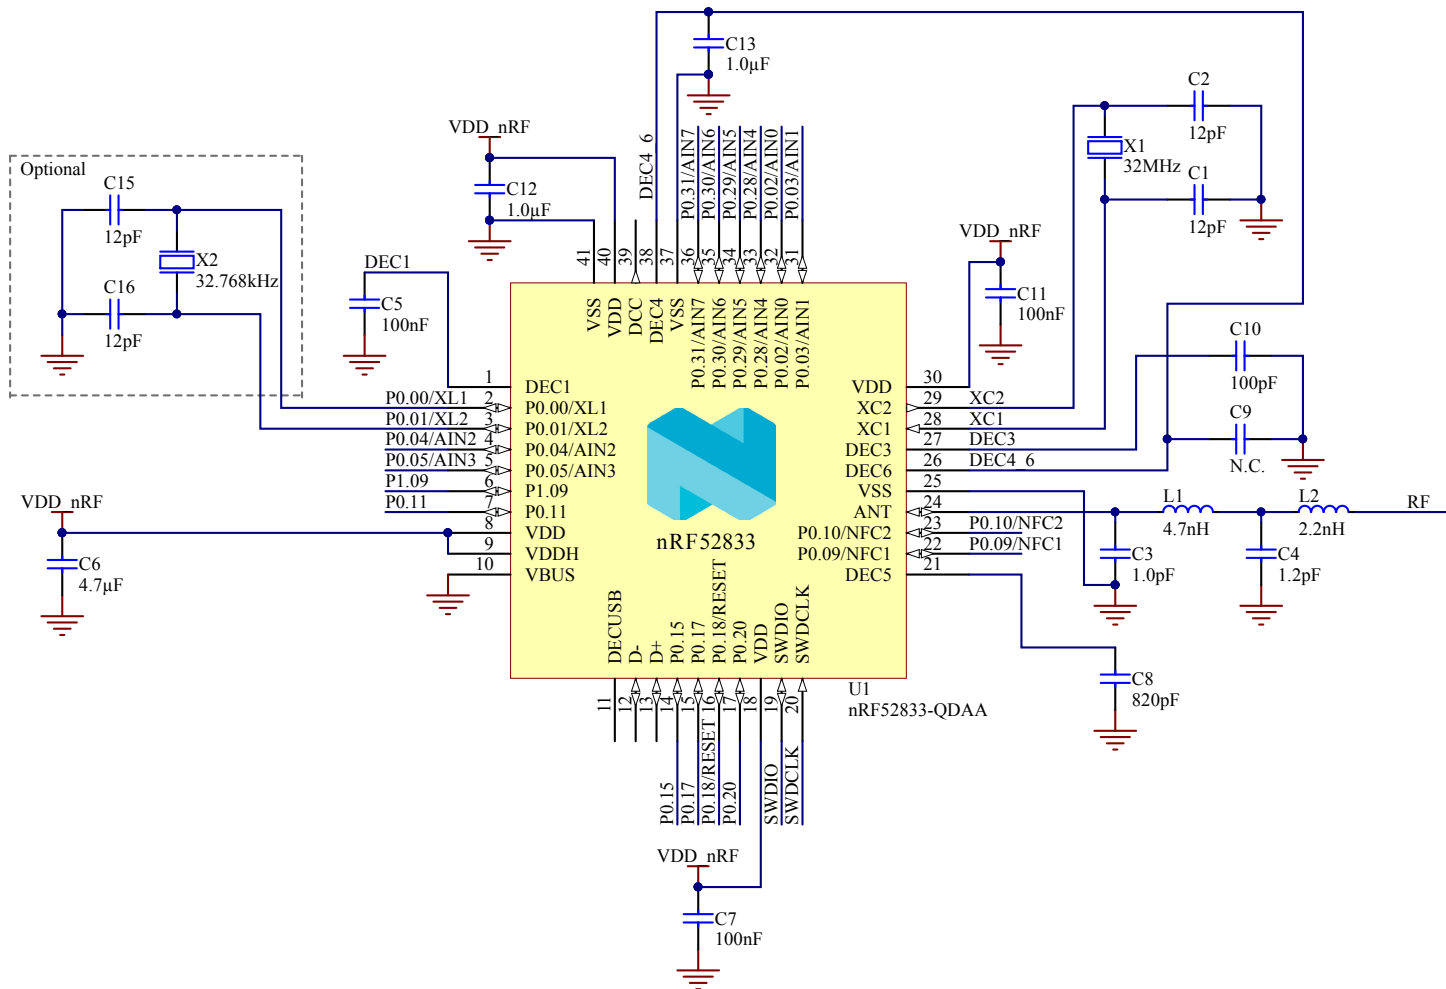 C13
1.0µF
C2
12pF
X1
32MHz
C1
12pF
VDD_nRF
C12
1.0µF
DEC4_6
P0.31/AIN7
P0.30/AIN6
P0.29/AIN5
P0.28/AIN4
P0.02/AIN0
P0.03/AIN1
Optional
C15
12pF
X2
32.768kHz
C16
12pF
DEC1
C5
100nF
VDD_nRF
C11
100nF
C10
100pF
C9
N.C.
41
40
39
38
37
36
35
34
33
32
31
VSS
VDD
DCC
DEC4
VSS
P0.31/AIN7
P0.30/AIN6
P0.29/AIN5
P0.28/AIN4
P0.02/AIN0
P0.03/AIN1
1 DEC1
P0.00/XL1 2 P0.00/XL1
P0.01/XL2 3 P0.01/XL2
P0.04/AIN2 4 P0.04/AIN2
P0.05/AIN3 5 P0.05/AIN3
P1.09 6 P1.09
P0.11 7 P0.11
8 VDD
9 VDDH
10 VBUS
VDD_nRF
C6
4.7µF
nRF52833
VDD 30
XC2 29 XC2
XC1 28 XC1
DEC3 27 DEC3
DEC6 26 DEC4_6
VSS 25
ANT 24
P0.10/NFC2 23 P0.10/NFC2
P0.09/NFC1 22 P0.09/NFC1
DEC5 21
L1
4.7nH
L2
2.2nH
RF
C3
1.0pF
C4
1.2pF
C8
820pF
DECUSB
D-
D+
P0.15
P0.17
P0.18/RESET
P0.20
VDD
SWDIO
SWDCLK
11
12
13
14
15
16
17
18
19
20
U1
nRF52833-QDAA
P0.15
P0.17
P0.18/RESET
P0.20
SWDIO
SWDCLK
VDD_nRF
C7
100nF